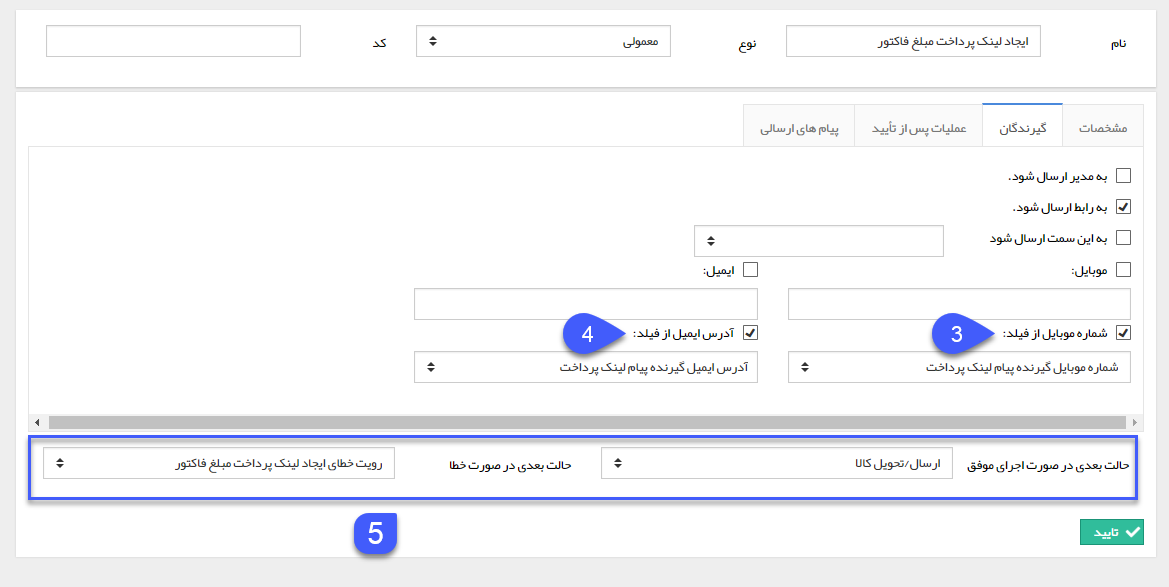 نام ایجاد لینک پرداخت مبلغ فاکتور نوع معمولی کد
مشخصات گیرندگان عملیات پس از تأیید پیام های ارسالی
به مدیر ارسال شود.
به رابط ارسال شود.
به این سمت ارسال شود
موبایل: ایمیل:
شماره موبایل از فیلد: 3 آدرس ایمیل از فیلد: 4
شماره موبایل گیرنده پیام لینک پرداخت آدرس ایمیل گیرنده پیام لینک پرداخت
حالت بعدی در صورت اجرای موفق ارسال/تحویل کالا حالت بعدی در صورت خطا رویت خطای ایجاد لینک پرداخت مبلغ فاکتور
5
تایید